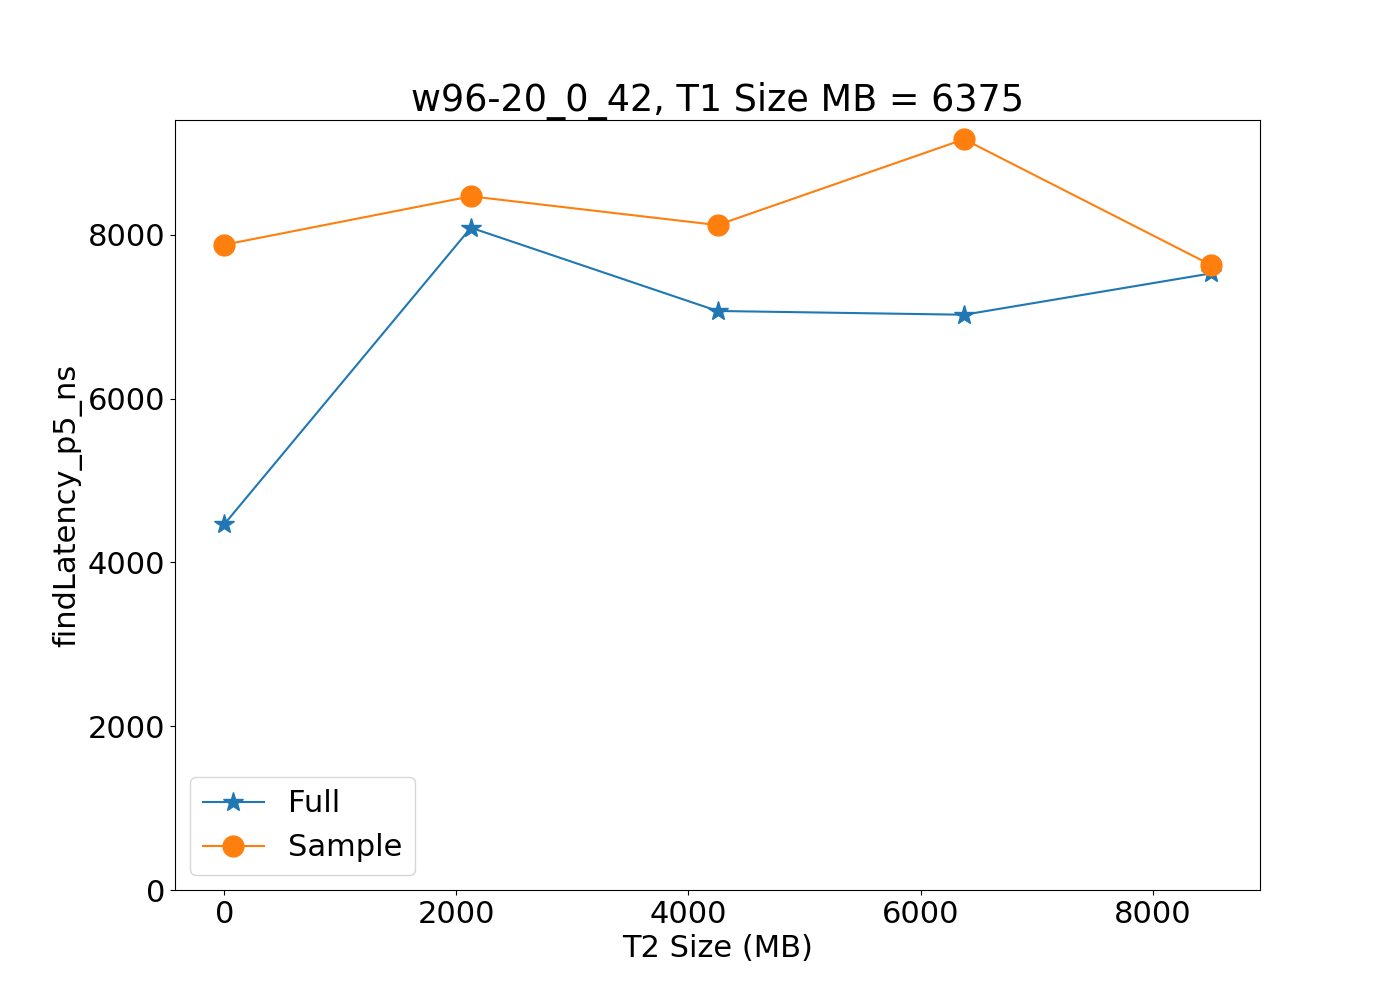 w96-20_0_42, T1 Size MB = 6375
findLatency_p5_ns
8000
6000
4000
2000
0
Full
Sample
0 2000 4000 6000 8000
T2 Size (MB)